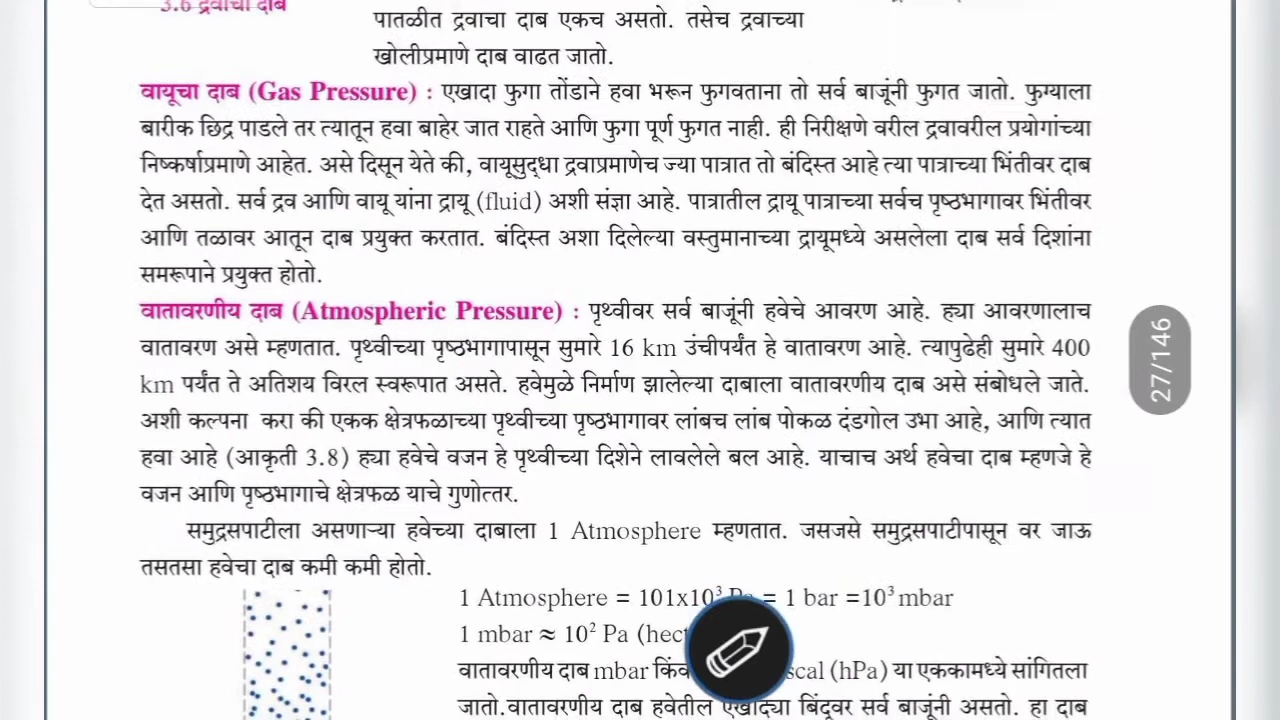 3.6 द्रवाचा दाब
पातळीत द्रवाचा दाब एकच असतो. तसेच द्रवाच्या
खोलीप्रमाणे दाब वाढत जातो.
वायूचा दाब (Gas Pressure) : एखादा फुगा तोंडाने हवा भरून फुगवताना तो सर्व बाजूंनी फुगत जातो. फुग्याला
बारीक छिद्र पाडले तर त्यातून हवा बाहेर जात राहते आणि फुगा पूर्ण फुगत नाही. ही निरीक्षणे वरील द्रवावरील प्रयोगांच्या
निष्कर्षाप्रमाणे आहेत. असे दिसून येते की, वायूसुद्धा द्रवाप्रमाणेच ज्या पात्रात तो बंदिस्त आहे त्या पात्राच्या भिंतीवर दाब
देत असतो. सर्व द्रव आणि वायू यांना द्रायू (fluid) अशी संज्ञा आहे. पात्रातील द्रायू पात्राच्या सर्वच पृष्ठभागावर भिंतीवर
आणि तळावर आतून दाब प्रयुक्त करतात. बंदिस्त अशा दिलेल्या वस्तुमानाच्या द्रायूमध्ये असलेला दाब सर्व दिशांना
समरूपाने प्रयुक्त होतो.
वातावरणीय दाब (Atmospheric Pressure) : पृथ्वीवर सर्व बाजूंनी हवेचे आवरण आहे. ह्या आवरणालाच
वातावरण असे म्हणतात. पृथ्वीच्या पृष्ठभागापासून सुमारे 16 km उंचीपर्यंत हे वातावरण आहे. त्यापुढेही सुमारे 400
km पर्यंत ते अतिशय विरल स्वरूपात असते. हवेमुळे निर्माण झालेल्या दाबाला वातावरणीय दाब असे संबोधले जाते.
अशी कल्पना करा की एकक क्षेत्रफळाच्या पृथ्वीच्या पृष्ठभागावर लांबच लांब पोकळ दंडगोल उभा आहे, आणि त्यात
हवा आहे (आकृती 3.8) ह्या हवेचे वजन हे पृथ्वीच्या दिशेने लावलेले बल आहे. याचाच अर्थ हवेचा दाब म्हणजे हे
वजन आणि पृष्ठभागाचे क्षेत्रफळ याचे गुणोत्तर.
समुद्रसपाटीला असणाऱ्या हवेच्या दाबाला 1 Atmosphere म्हणतात. जसजसे समुद्रसपाटीपासून वर जाऊ
तसतसा हवेचा दाब कमी कमी होतो.
1 Atmosphere = 101x10³ Pa = 1 bar =10³ mbar
1 mbar ≈ 10² Pa (hect
वातावरणीय दाब mbar किंव scal (hPa) या एककामध्ये सांगितला
जातो.वातावरणीय दाब हवेतील एखाद्या बिंदूवर सर्व बाजूंनी असतो. हा दाब
27/146